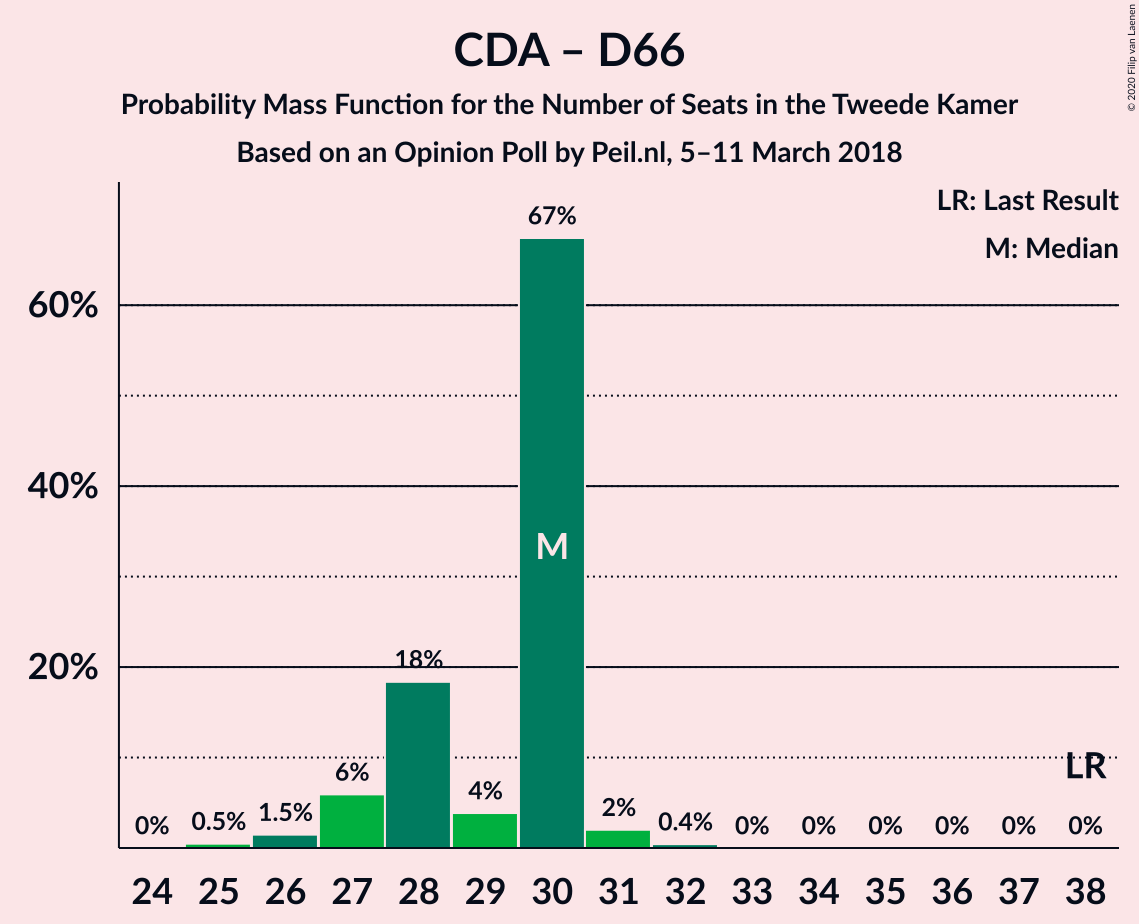 CDA – D66
Probability Mass Function for the Number of Seats in the Tweede Kamer
Based on an Opinion Poll by Peil.nl, 5–11 March 2018
© 2020 Filip van Laenen
LR: Last Result
M: Median
60%
40%
20%
0%
0.5%
1.5%
6%
18%
4%
67%
M
2%
0.4%
0%
0%
0%
0%
0%
0%
LR
24 25 26 27 28 29 30 31 32 33 34 35 36 37 38